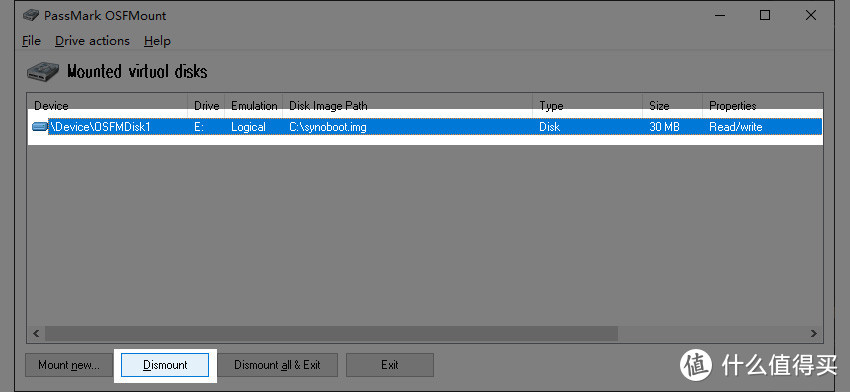 PassMark OSFMount
File Drive actions Help
Mounted virtual disks
Device Drive Emulation Disk Image Path Type Size Properties
\Device\OSFMDisk1 E: Logical C:\synoboot.img Disk 30 MB Read/write
Mount new... Dismount Dismount all & Exit Exit
值 什么值得买